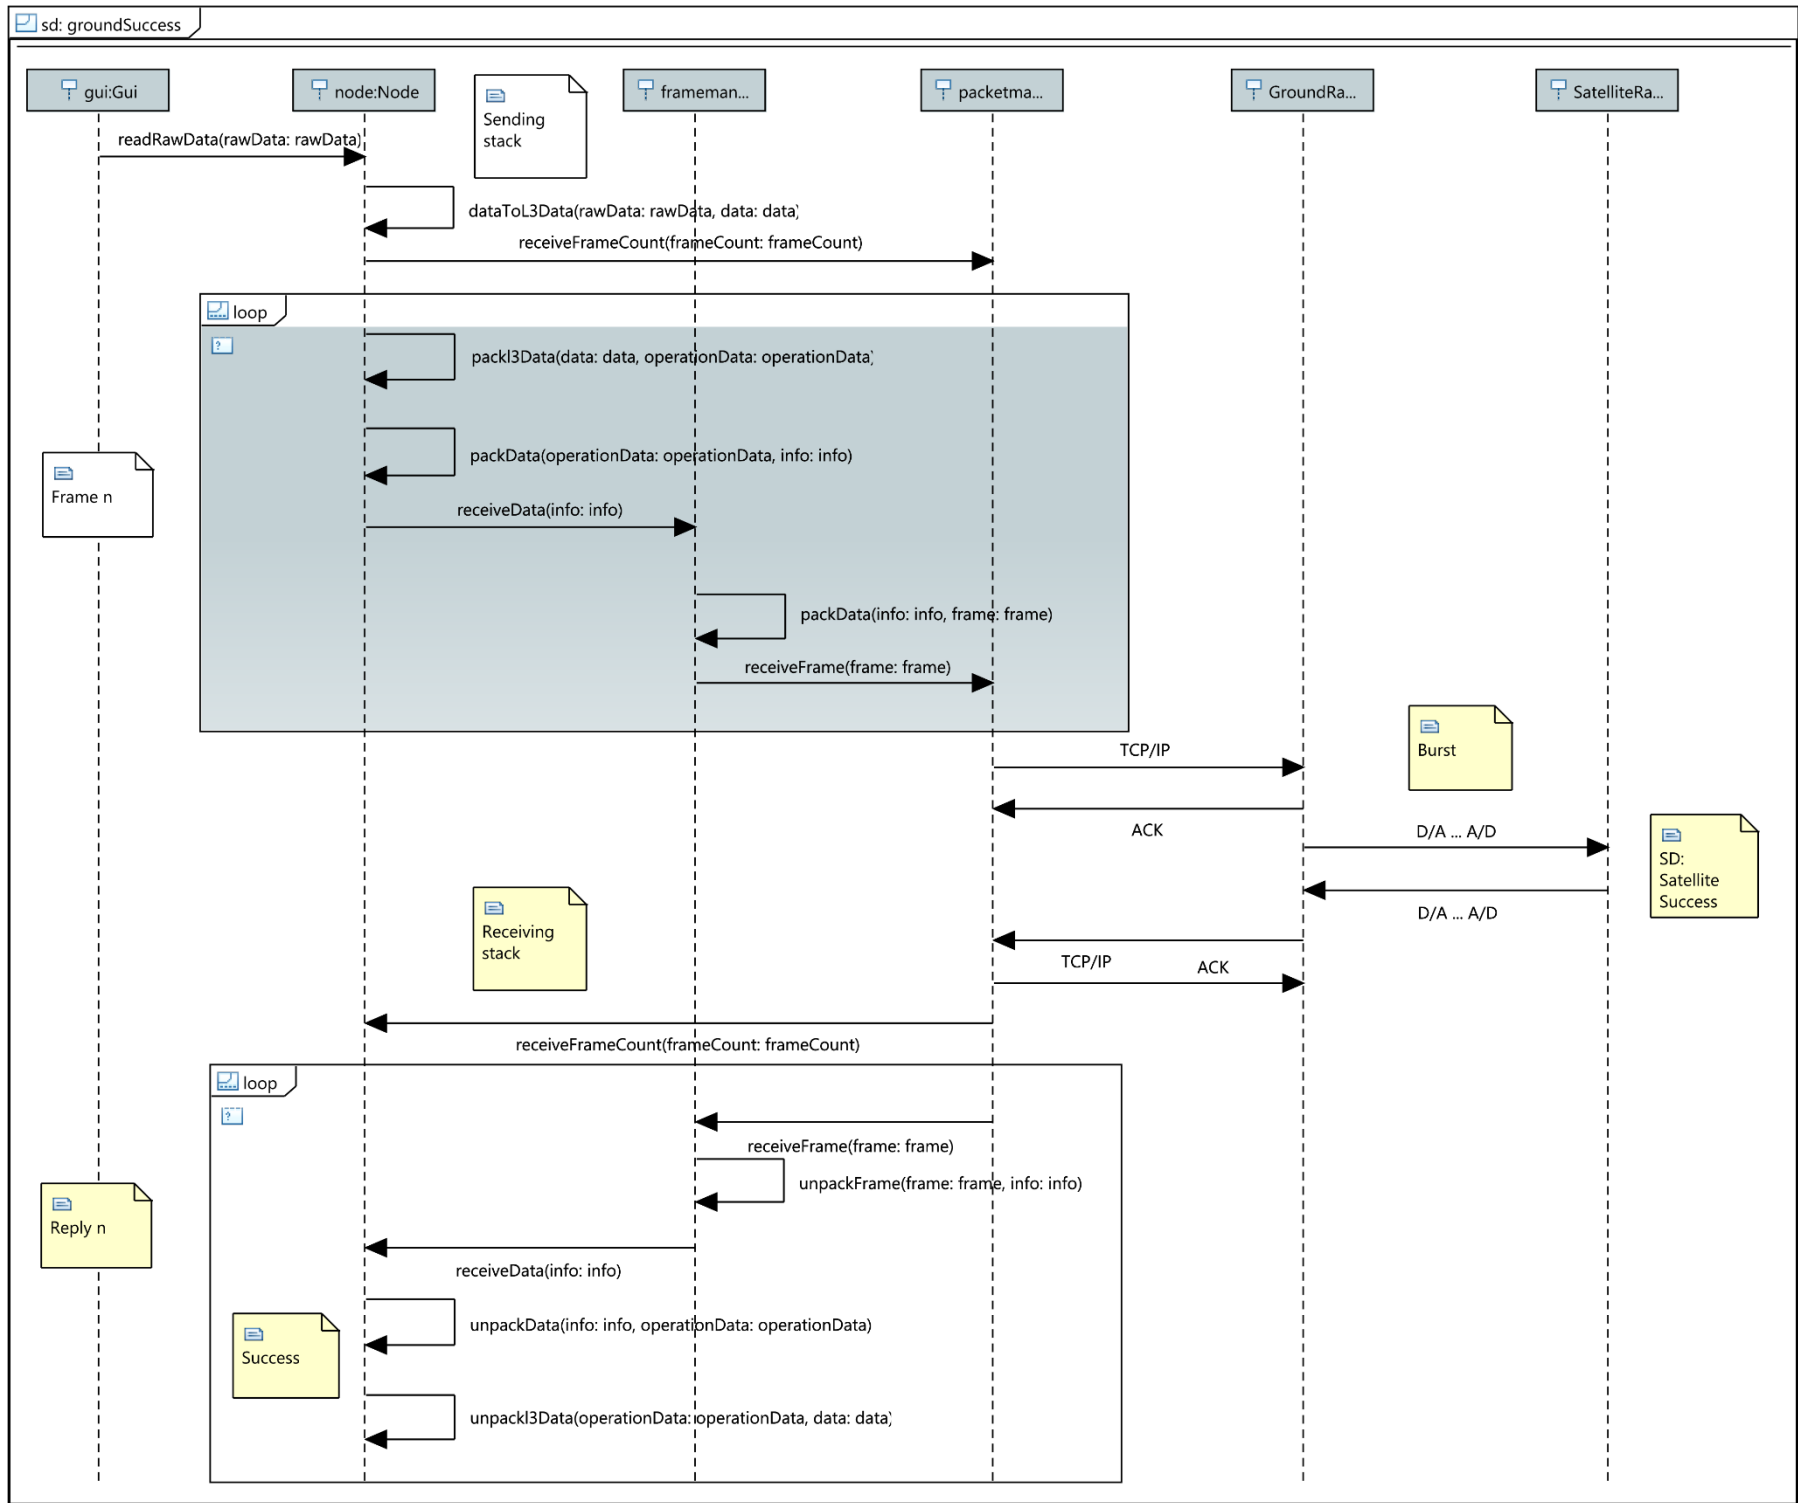 sd: groundSuccess
gui:Gui
node:Node
frameman...
packetma...
GroundRa...
SatelliteRa...
Sending
stack
readRawData(rawData: rawData)
dataToL3Data(rawData: rawData, data: data)
receiveFrameCount(frameCount: frameCount)
loop
?
packl3Data(data: data, operationData: operationData)
packData(operationData: operationData, info: info)
Frame n
receiveData(info: info)
packData(info: info, frame: frame)
receiveFrame(frame: frame)
TCP/IP
Burst
ACK
D/A ... A/D
SD:
Satellite
Success
D/A ... A/D
Receiving
stack
TCP/IP
ACK
receiveFrameCount(frameCount: frameCount)
loop
?
receiveFrame(frame: frame)
unpackFrame(frame: frame, info: info)
Reply n
receiveData(info: info)
unpackData(info: info, operationData: operationData)
Success
unpackl3Data(operationData: operationData, data: data)